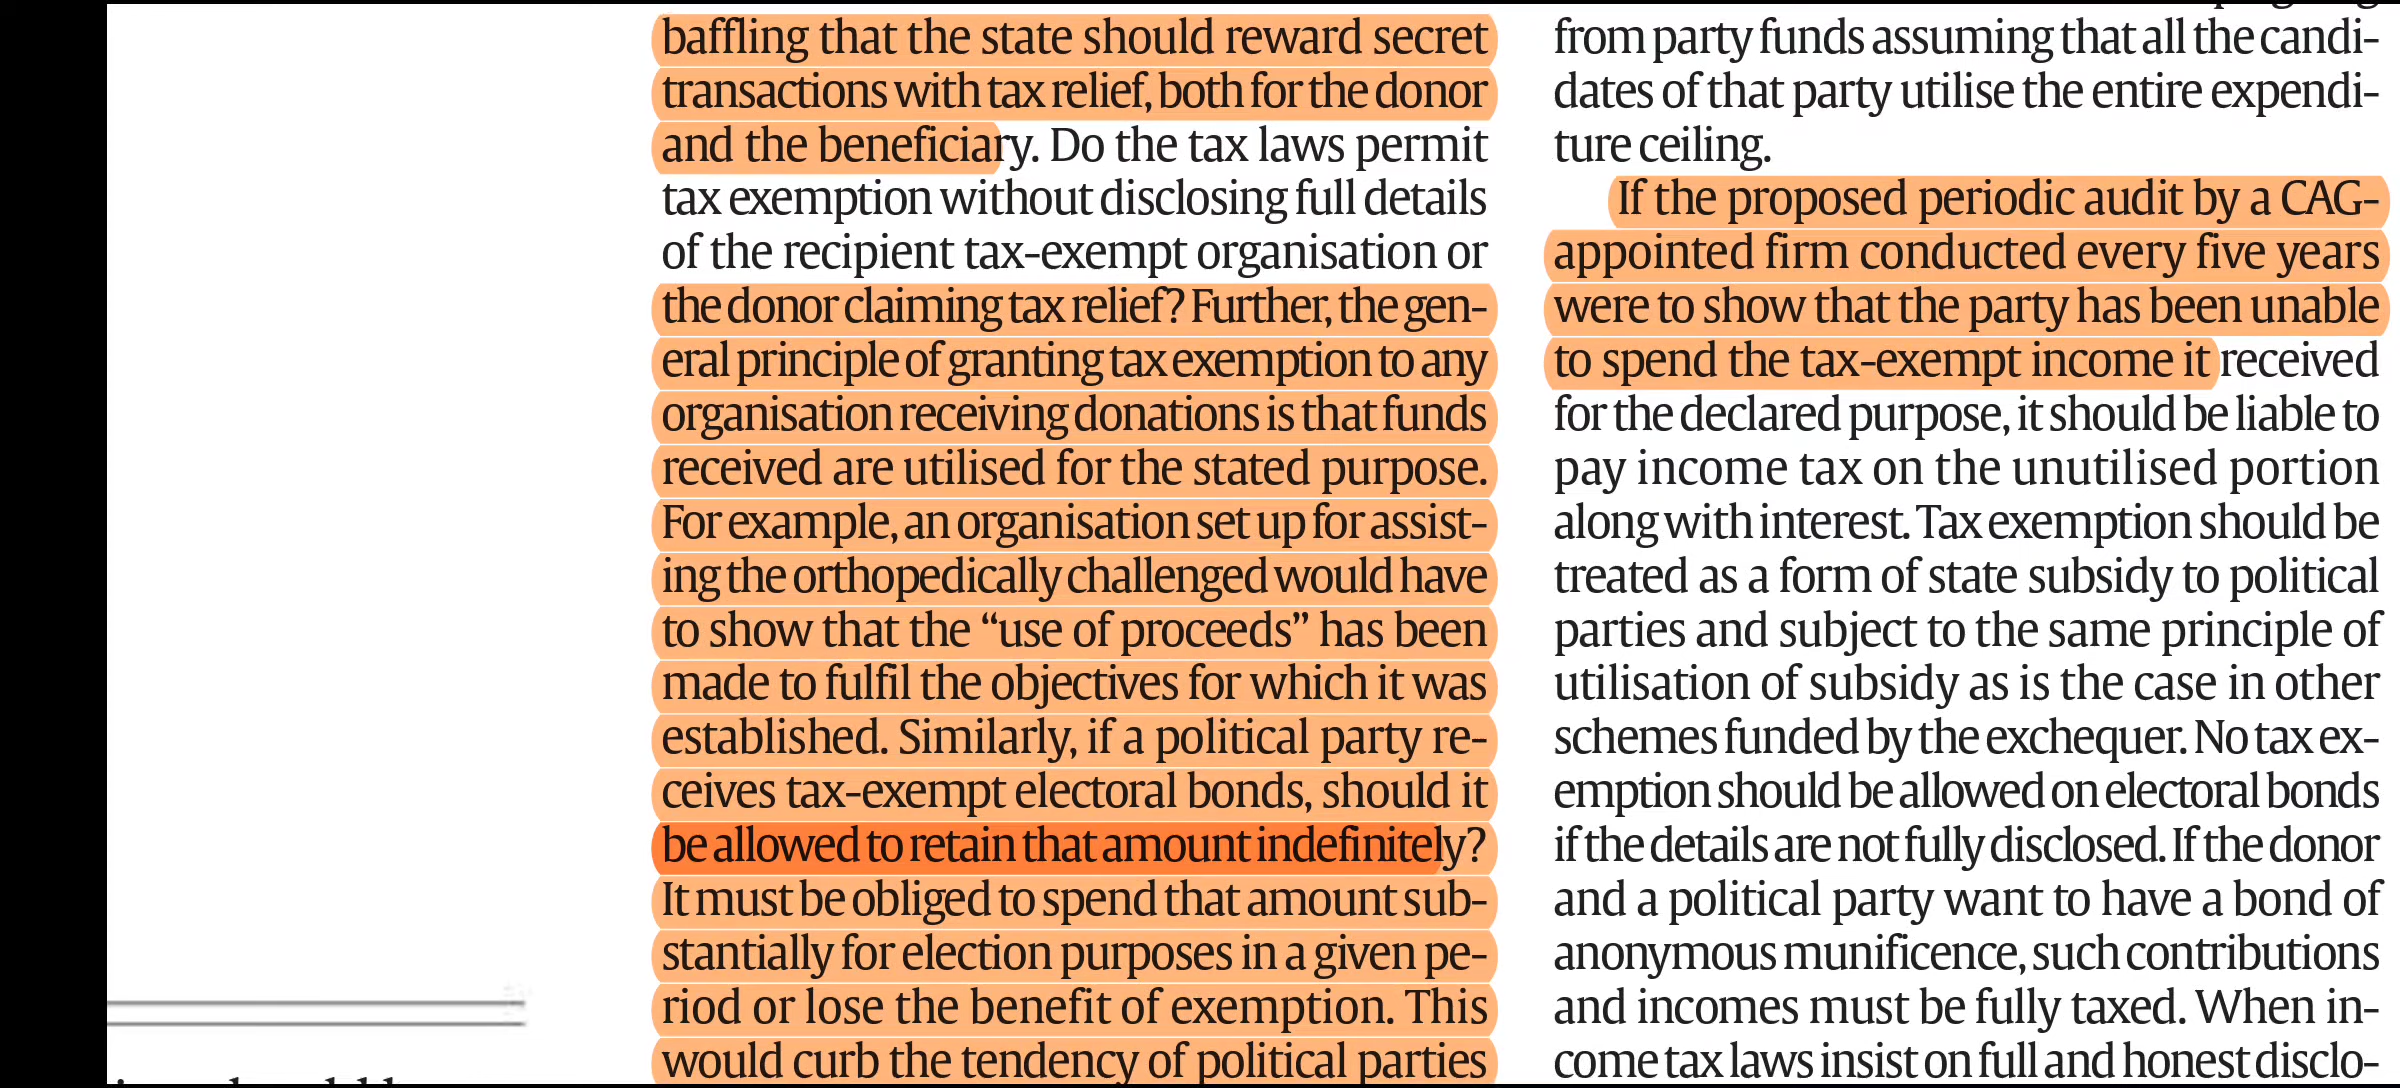 baffling that the state should reward secret
transactions with tax relief, both for the donor
and the beneficiary. Do the tax laws permit
tax exemption without disclosing full details
of the recipient tax-exempt organisation or
the donor claiming tax relief? Further, the gen-
eral principle of granting tax exemption to any
organisation receiving donations is that funds
received are utilised for the stated purpose.
For example, an organisation set up for assist-
ing the orthopedically challenged would have
to show that the “use of proceeds” has been
made to fulfil the objectives for which it was
established. Similarly, if a political party re-
ceives tax-exempt electoral bonds, should it
be allowed to retain that amount indefinitely?
It must be obliged to spend that amount sub-
stantially for election purposes in a given pe-
riod or lose the benefit of exemption. This
would curb the tendency of political parties
from party funds assuming that all the candi-
dates of that party utilise the entire expendi-
ture ceiling.
If the proposed periodic audit by a CAG-
appointed firm conducted every five years
were to show that the party has been unable
to spend the tax-exempt income it received
for the declared purpose, it should be liable to
pay income tax on the unutilised portion
along with interest. Tax exemption should be
treated as a form of state subsidy to political
parties and subject to the same principle of
utilisation of subsidy as is the case in other
schemes funded by the exchequer. No tax ex-
emption should be allowed on electoral bonds
if the details are not fully disclosed. If the donor
and a political party want to have a bond of
anonymous munificence, such contributions
and incomes must be fully taxed. When in-
come tax laws insist on full and honest disclo-